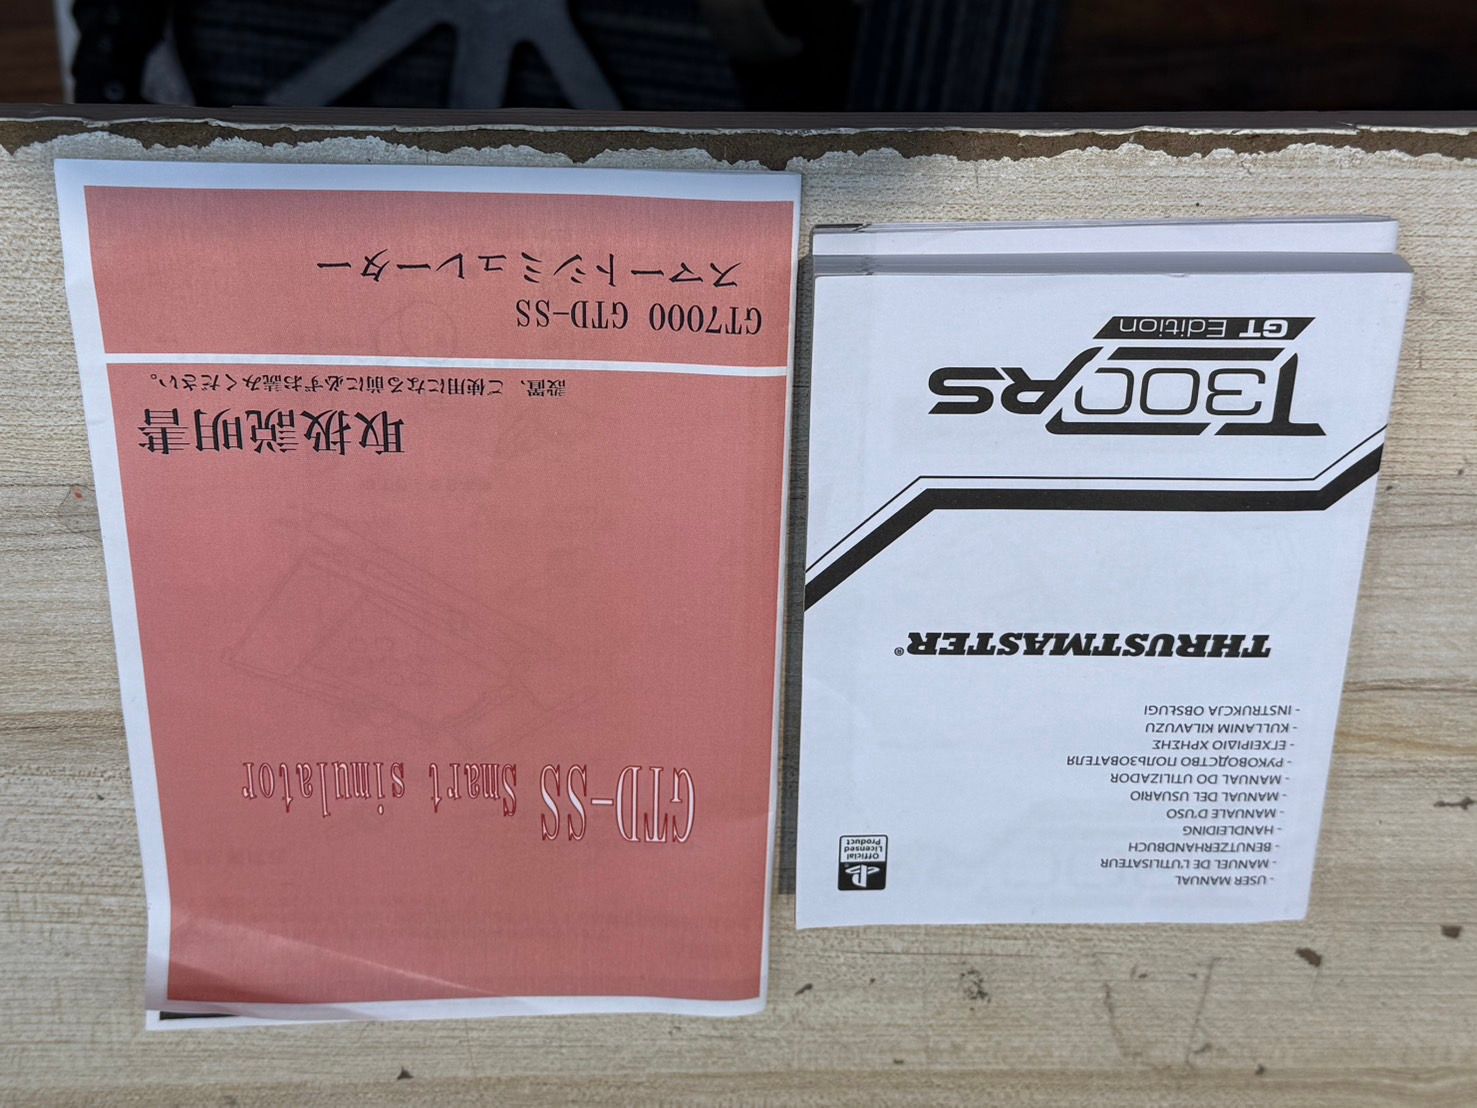 スマートシミュレーター
GT7000 GTD-SS
設置、ご使用になる前に必ずお読みください。
取扱説明書
GTD-SS Smart simulator
GT Edition
T300RS
THRUSTMASTER®
- USER MANUAL
- MANUEL DE L'UTILISATEUR
- BENUTZERHANDBUCH
- HANDLEIDING
- MANUALE D'USO
- MANUAL DEL USUARIO
- MANUAL DO UTILIZADOR
- РУКОВОДСТВО ПОЛЬЗОВАТЕЛЯ
- ΕΓΧΕΙΡΙΔΙΟ ΧΡΗΣΗΣ
- KULLANIM KILAVUZU
- INSTRUKCJA OBSŁUGI
Official
Licensed
Product